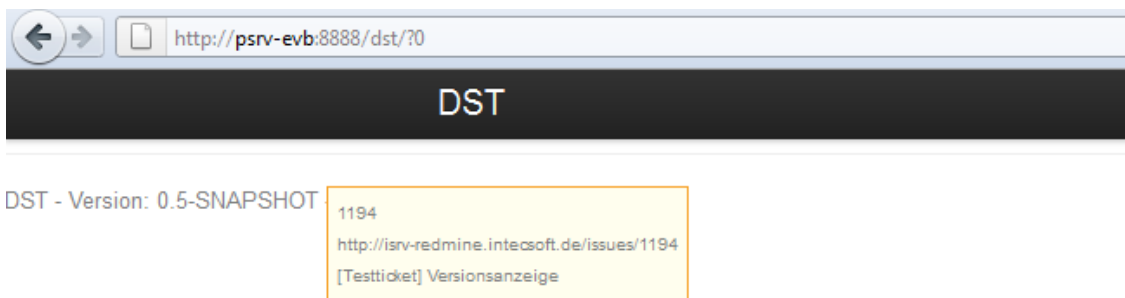 http://psrv-evb:8888/dst/?0
DST
DST - Version: 0.5-SNAPSHOT -
1194
http://isrv-redmine.intecsoft.de/issues/1194
[Testticket] Versionsanzeige